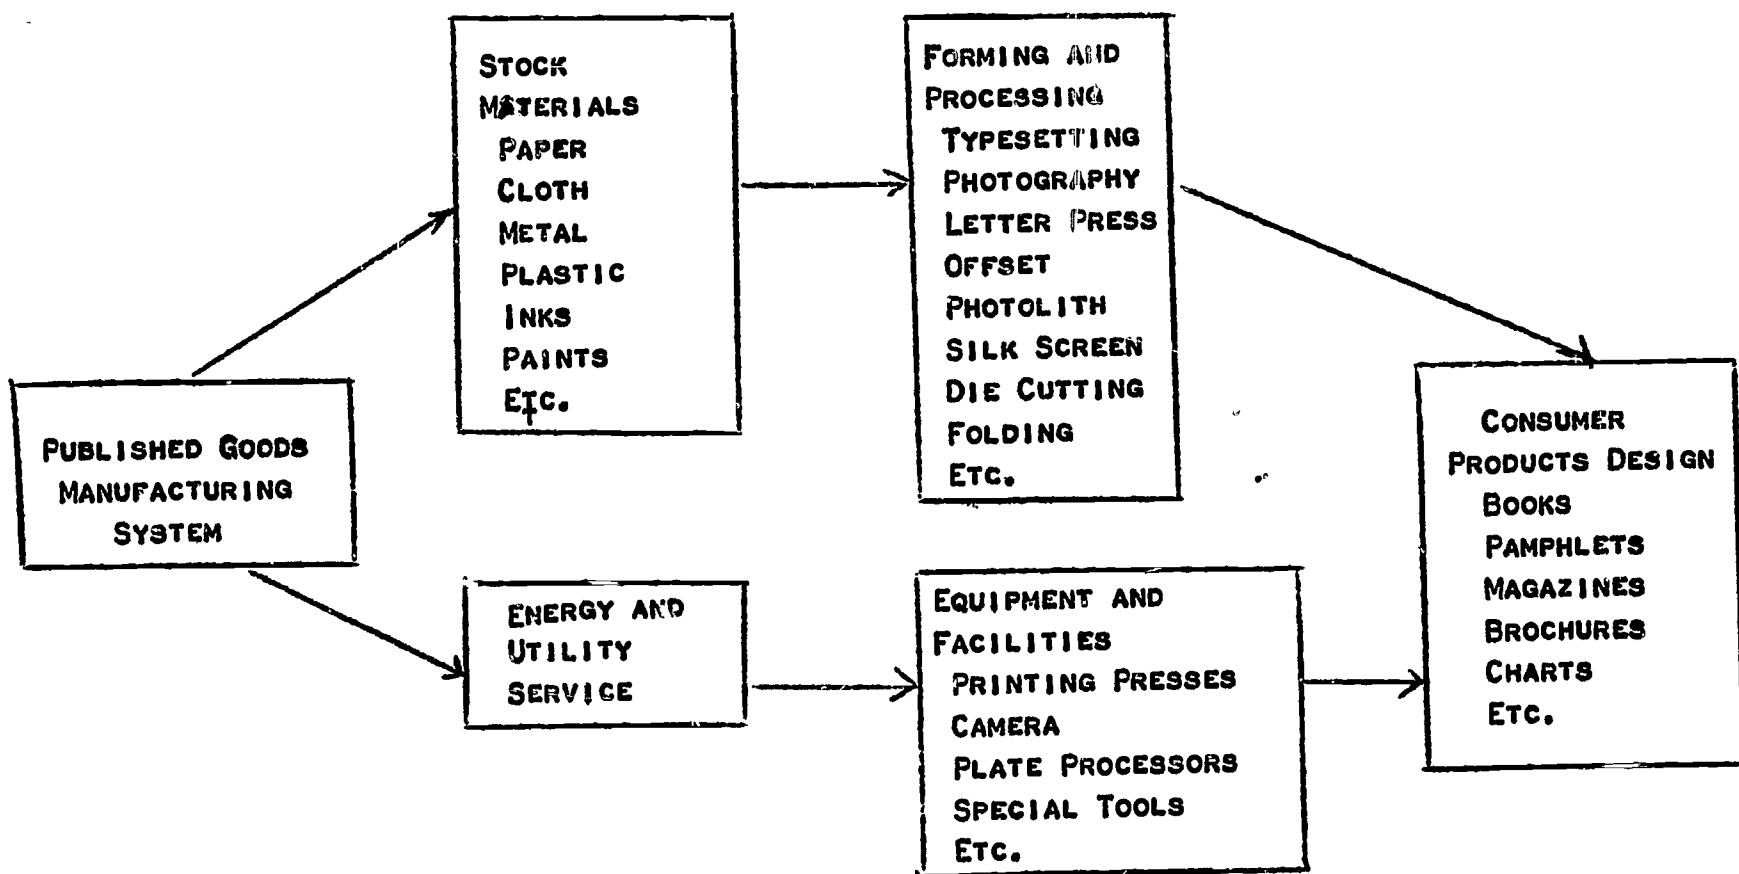 PUBLISHED GOODS
MANUFACTURING
SYSTEM
STOCK
MATERIALS
PAPER
CLOTH
METAL
PLASTIC
INKS
PAINTS
ETC.
FORMING AND
PROCESSING
TYPESETTING
PHOTOGRAPHY
LETTER PRESS
OFFSET
PHOTOLITH
SILK SCREEN
DIE CUTTING
FOLDING
ETC.
ENERGY AND
UTILITY
SERVICE
EQUIPMENT AND
FACILITIES
PRINTING PRESSES
CAMERA
PLATE PROCESSORS
SPECIAL TOOLS
ETC.
CONSUMER
PRODUCTS DESIGN
BOOKS
PAMPHLETS
MAGAZINES
BROCHURES
CHARTS
ETC.